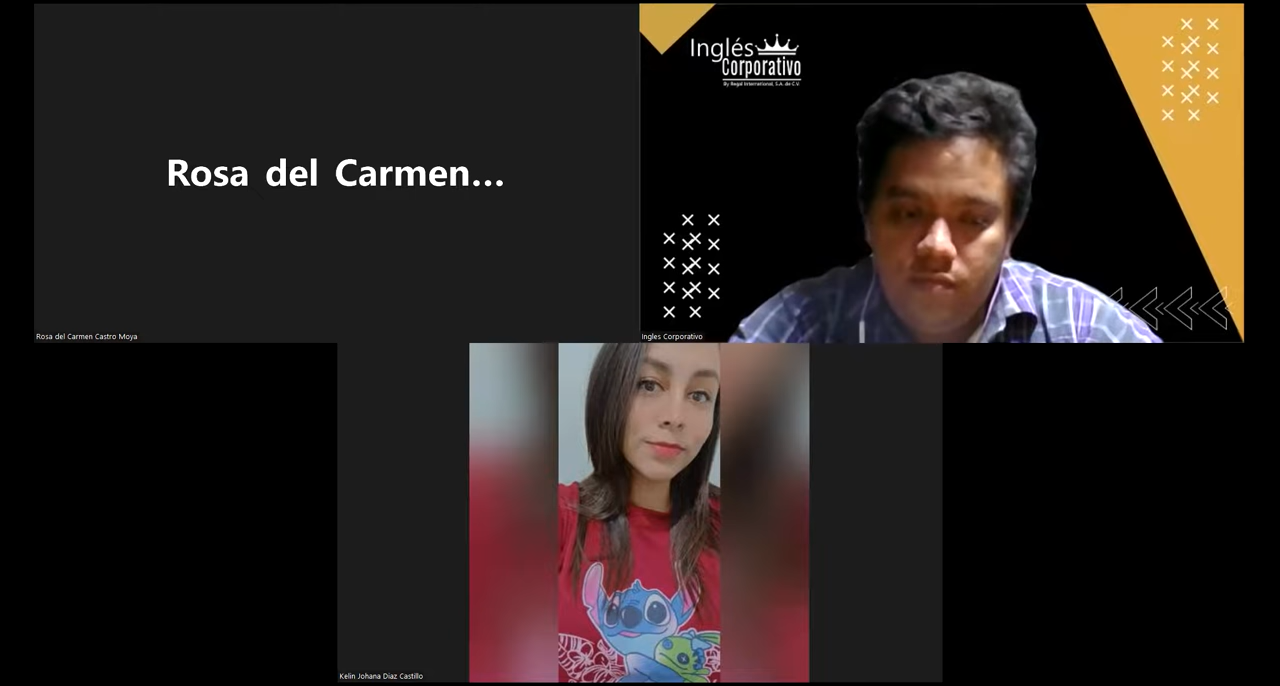 Rosa del Carmen...
Rosa del Carmen Castro Moya
Inglés
Corporativo
By Regal International, S.A. de C.V.
Ingles Corporativo
Kelin Johana Diaz Castillo